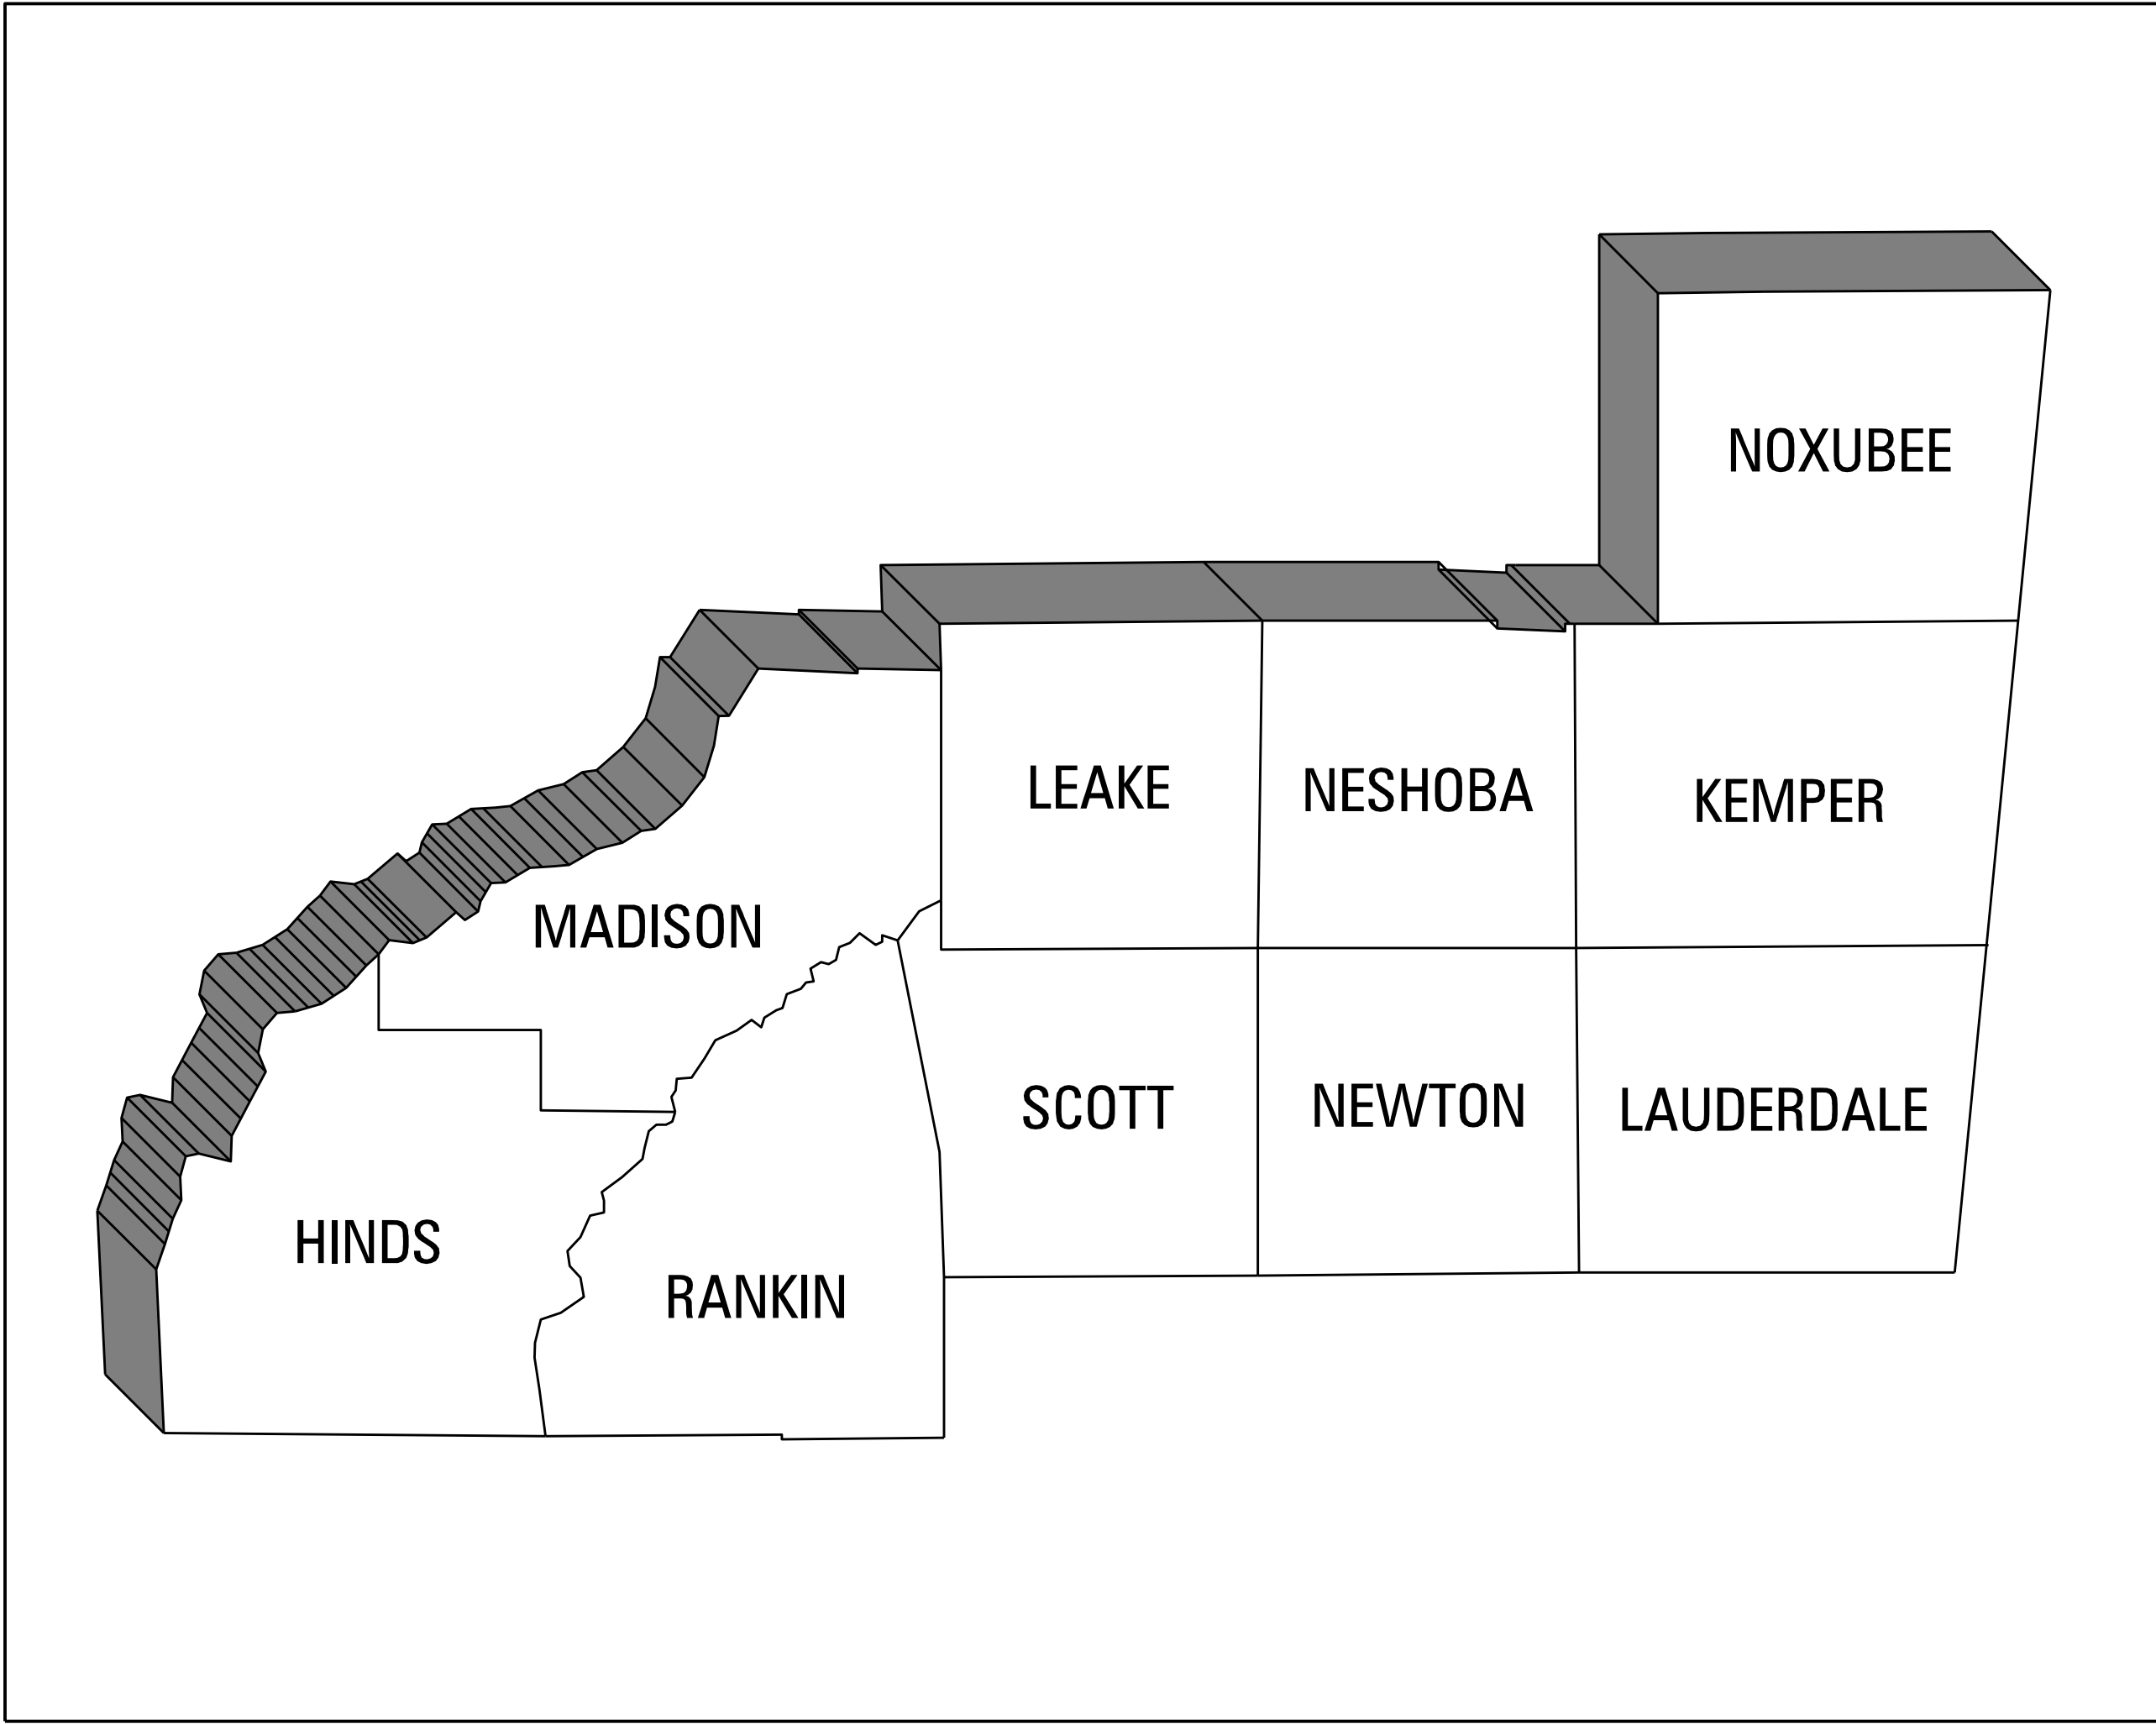 NOXUBEE
LEAKE
NESHOBA
KEMPER
MADISON
SCOTT
NEWTON
LAUDERDALE
HINDS
RANKIN